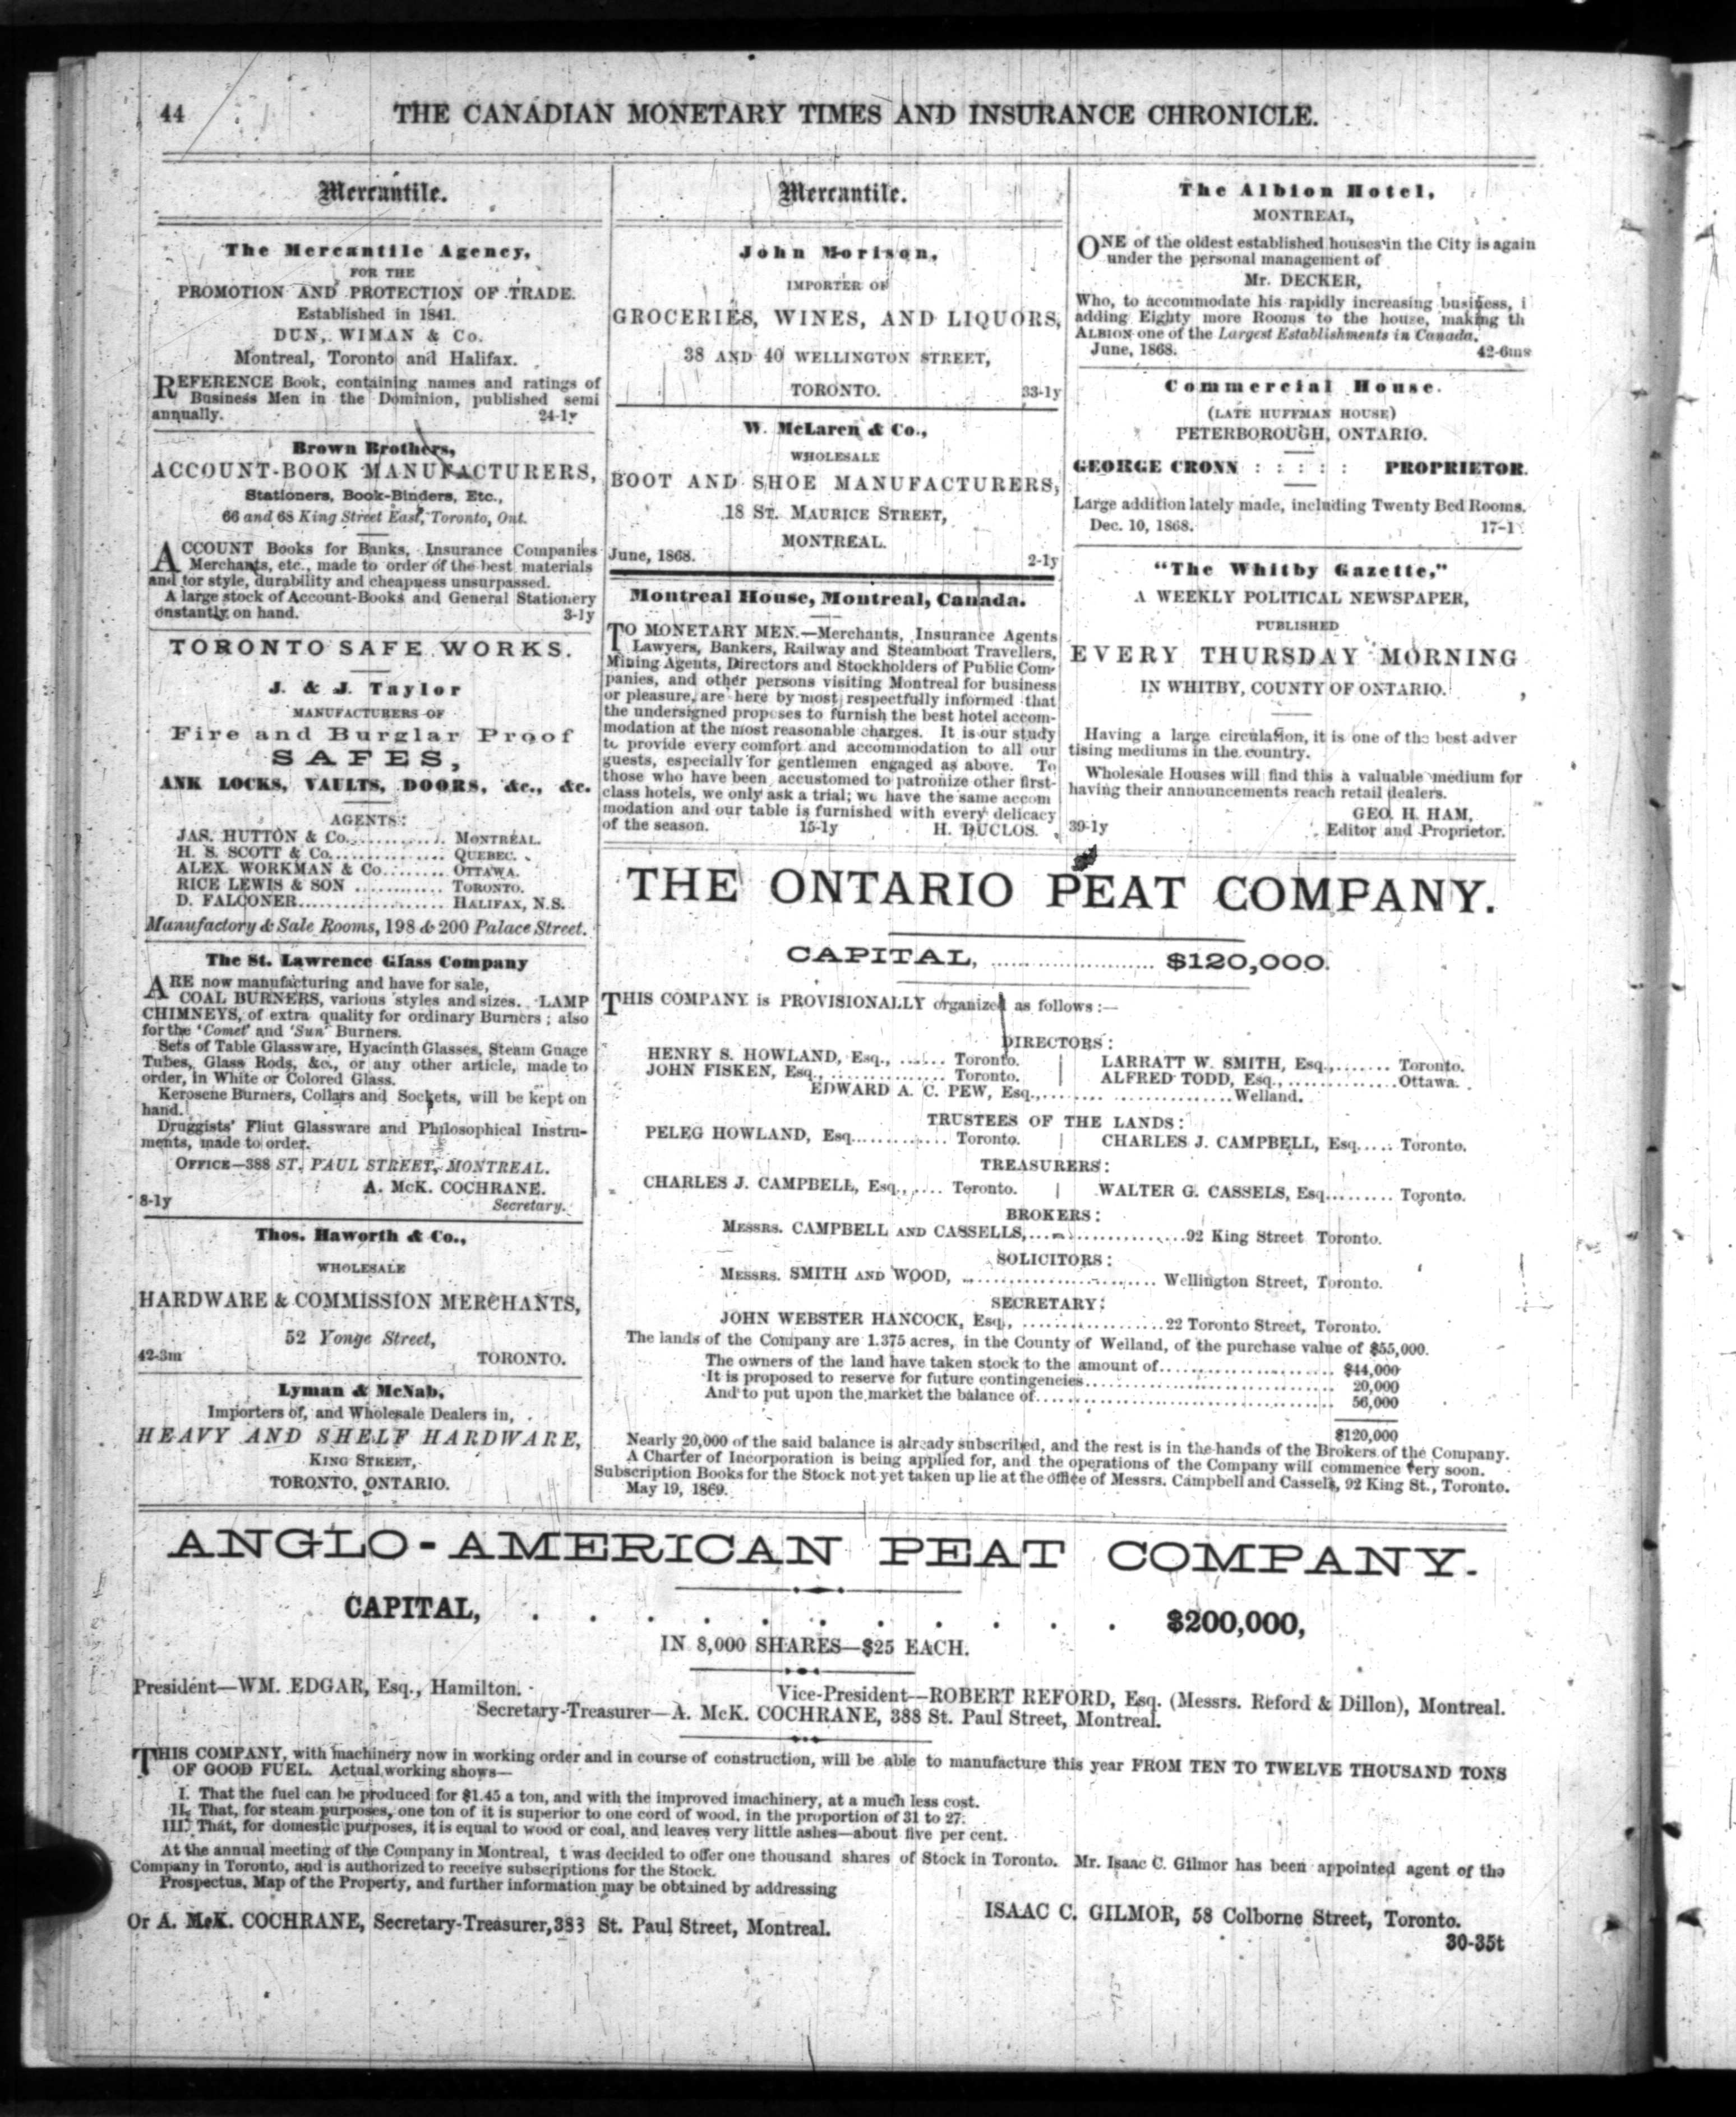 44
THE CANADIAN MONETARY TIMES AND INSURANCE CHRONICLE.
Mercantile.
The Mercantile Agency,
FOR THE
PROMOTION AND PROTECTION OF TRADE.
Established in 1841.
DUN, WIMAN & Co.
Montreal, Toronto and Halifax.
REFERENCE Book, containing names and ratings of
Business Men in the Dominion, published semi
annually. 24-1y
Brown Brothers,
ACCOUNT-BOOK MANUFACTURERS,
Stationers, Book-Binders, Etc.,
66 and 68 King Street East, Toronto, Ont.
ACCOUNT Books for Banks, Insurance Companies
Merchants, etc., made to order of the best materials
and for style, durability and cheapness unsurpassed.
A large stock of Account-Books and General Stationery
onstantly on hand. 3-1y
TORONTO SAFE WORKS.
J. & J. Taylor
MANUFACTURERS OF
Fire and Burglar Proof
SAFES,
ANK LOCKS, VAULTS, DOORS, &c., &c.
AGENTS:
JAS. HUTTON & Co............. MONTREAL.
H. S. SCOTT & Co................ QUEBEC.
ALEX. WORKMAN & Co........ OTTAWA.
RICE LEWIS & SON ............ TORONTO.
D. FALCONER................... HALIFAX, N.S.
Manufactory & Sale Rooms, 198 & 200 Palace Street.
The St. Lawrence Glass Company
ARE now manufacturing and have for sale,
COAL BURNERS, various styles and sizes. LAMP
CHIMNEYS, of extra quality for ordinary Burners; also
for the 'Comet' and 'Sun' Burners.
Sets of Table Glassware, Hyacinth Glasses, Steam Guage
Tubes, Glass Rods, &c., or any other article, made to
order, in White or Colored Glass.
Kerosene Burners, Collars and Sockets, will be kept on
hand.
Druggists' Flint Glassware and Philosophical Instru-
ments, made to order.
OFFICE—388 ST. PAUL STREET, MONTREAL.
A. McK. COCHRANE.
8-1y Secretary.
Thos. Haworth & Co.,
WHOLESALE
HARDWARE & COMMISSION MERCHANTS,
52 Yonge Street,
42-3m TORONTO.
Lyman & McNab,
Importers of, and Wholesale Dealers in,
HEAVY AND SHELF HARDWARE,
KING STREET,
TORONTO, ONTARIO.
Mercantile.
John Morison,
IMPORTER OF
GROCERIES, WINES, AND LIQUORS,
38 AND 40 WELLINGTON STREET,
TORONTO. 33-1y
W. McLaren & Co.,
WHOLESALE
BOOT AND SHOE MANUFACTURERS,
18 ST. MAURICE STREET,
MONTREAL.
June, 1868. 2-1y
Montreal House, Montreal, Canada.
TO MONETARY MEN.—Merchants, Insurance Agents
Lawyers, Bankers, Railway and Steamboat Travellers,
Mining Agents, Directors and Stockholders of Public Com-
panies, and other persons visiting Montreal for business
or pleasure, are here by most respectfully informed that
the undersigned proposes to furnish the best hotel accom-
modation at the most reasonable charges. It is our study
to provide every comfort and accommodation to all our
guests, especially for gentlemen engaged as above. To
those who have been accustomed to patronize other first-
class hotels, we only ask a trial; we have the same accom
modation and our table is furnished with every delicacy
of the season. 15-1y H. DUCLOS.
The Albion Hotel,
MONTREAL,
ONE of the oldest established houses in the City is again
under the personal management of
Mr. DECKER,
Who, to accommodate his rapidly increasing business, i
adding Eighty more Rooms to the house, making th
ALBION one of the Largest Establishments in Canada.
June, 1868. 42-6ms
Commercial House.
(LATE HUFFMAN HOUSE)
PETERBOROUGH, ONTARIO.
GEORGE CRONN : : : : : PROPRIETOR.
Large addition lately made, including Twenty Bed Rooms.
Dec. 10, 1868. 17-1
"The Whitby Gazette,"
A WEEKLY POLITICAL NEWSPAPER,
PUBLISHED
EVERY THURSDAY MORNING
IN WHITBY, COUNTY OF ONTARIO.
Having a large circulation, it is one of the best adver
tising mediums in the country.
Wholesale Houses will find this a valuable medium for
having their announcements reach retail dealers.
GEO. H. HAM,
39-1y Editor and Proprietor.
THE ONTARIO PEAT COMPANY.
CAPITAL, ........................... $120,000.
THIS COMPANY is PROVISIONALLY organized as follows:—
DIRECTORS:
HENRY S. HOWLAND, Esq., ....... Toronto. | LARRATT W. SMITH, Esq.,........ Toronto.
JOHN FISKEN, Esq., .................. Toronto. | ALFRED TODD, Esq., ................Ottawa.
EDWARD A. C. PEW, Esq.,.............................Welland.
TRUSTEES OF THE LANDS:
PELEG HOWLAND, Esq............... Toronto. | CHARLES J. CAMPBELL, Esq..... Toronto.
TREASURERS:
CHARLES J. CAMPBELL, Esq., ..... Toronto. | WALTER G. CASSELS, Esq......... Toronto.
BROKERS:
MESSRS. CAMPBELL AND CASSELLS,.......................92 King Street Toronto.
SOLICITORS:
MESSRS. SMITH AND WOOD, ............................ Wellington Street, Toronto.
SECRETARY:
JOHN WEBSTER HANCOCK, Esq., ....................22 Toronto Street, Toronto.
The lands of the Company are 1.375 acres, in the County of Welland, of the purchase value of $55,000.
The owners of the land have taken stock to the amount of............................ $44,000
It is proposed to reserve for future contingencies........................................ 20,000
And to put upon the market the balance of................................................ 56,000
$120,000
Nearly 20,000 of the said balance is already subscribed, and the rest is in the hands of the Brokers of the Company.
A Charter of Incorporation is being applied for, and the operations of the Company will commence very soon.
Subscription Books for the Stock not yet taken up lie at the office of Messrs. Campbell and Cassels, 92 King St., Toronto.
May 19, 1869.
ANGLO-AMERICAN PEAT COMPANY.
CAPITAL, . . . . . . . . . . . $200,000,
IN 8,000 SHARES—$25 EACH.
President—WM. EDGAR, Esq., Hamilton. Vice-President—ROBERT REFORD, Esq. (Messrs. Reford & Dillon), Montreal.
Secretary-Treasurer—A. McK. COCHRANE, 388 St. Paul Street, Montreal.
THIS COMPANY, with machinery now in working order and in course of construction, will be able to manufacture this year FROM TEN TO TWELVE THOUSAND TONS
OF GOOD FUEL. Actual working shows—
I. That the fuel can be produced for $1.45 a ton, and with the improved imachinery, at a much less cost.
II. That, for steam purposes, one ton of it is superior to one cord of wood, in the proportion of 31 to 27.
III. That, for domestic purposes, it is equal to wood or coal, and leaves very little ashes—about five per cent.
At the annual meeting of the Company in Montreal, t was decided to offer one thousand shares of Stock in Toronto. Mr. Isaac C. Gilmor has been appointed agent of the
Company in Toronto, and is authorized to receive subscriptions for the Stock.
Prospectus, Map of the Property, and further information may be obtained by addressing
ISAAC C. GILMOR, 58 Colborne Street, Toronto.
Or A. McK. COCHRANE, Secretary-Treasurer, 383 St. Paul Street, Montreal.
30-35t